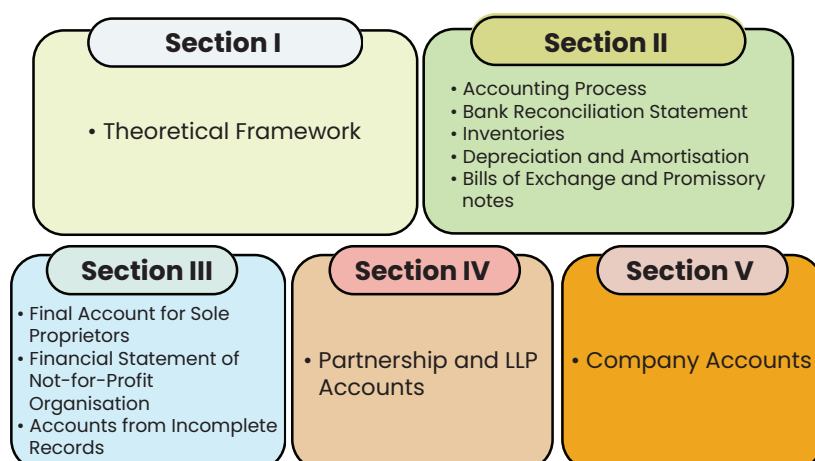 Section I
• Theoretical Framework
Section II
• Accounting Process
• Bank Reconciliation Statement
• Inventories
• Depreciation and Amortisation
• Bills of Exchange and Promissory
notes
Section III
• Final Account for Sole
Proprietors
• Financial Statement of
Not-for-Profit
Organisation
• Accounts from Incomplete
Records
Section IV
• Partnership and LLP
Accounts
Section V
• Company Accounts